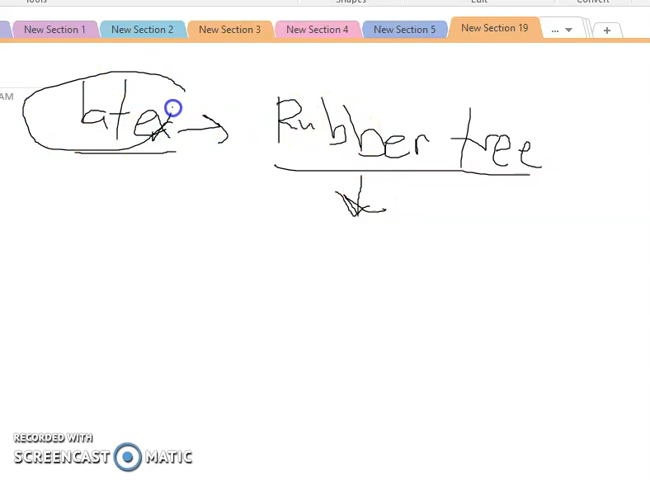 New Section 1 New Section 2 New Section 3 New Section 4 New Section 5 New Section 19 ... +
AM
latex → Rubber tree
RECORDED WITH
SCREENCAST MATIC